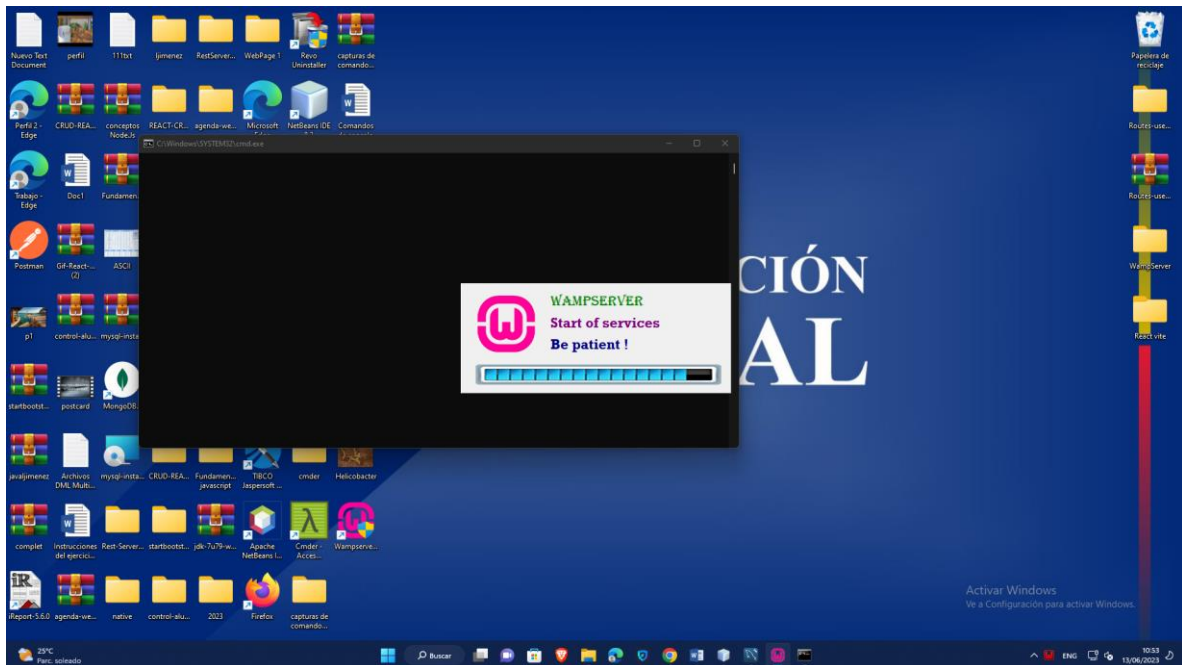 Nuevo Text
Document
perfil
111txt
ljimenez
RestServer...
WebPage 1
Revo
Uninstaller
capturas de
comando...
Papelera de
reciclaje
Perfil 2 -
Edge
CRUD-REA...
conceptos
NodeJs
REACT-CR...
agenda-we...
Microsoft
NetBeans IDE
Comandos
Routes-use...
C:\Windows\SYSTEM32\cmd.exe
Trabajo -
Edge
Doc1
Fundamen
Routes-use...
Postman
Gif-React-...
(2)
ASCII
WampServer
CIÓN
AL
WAMPSERVER
Start of services
Be patient !
p1
control-alu...
mysql-insta
React vite
startbootst...
postcard
MongoDB
javaljimenez
Archivos
DML Multi...
mysql-insta...
CRUD-REA...
Fundamen...
javascript
TIBCO
Jaspersoft ...
cmder
Helicobacter
complet
Instrucciones
del ejercici...
Rest-Server...
startbootst...
jdk-7u79-w...
Apache
NetBeans I...
Cmder -
Acces...
Wampserve...
iReport-5.6.0
agenda-we...
native
control-alu...
2023
Firefox
capturas de
comando...
Activar Windows
Ve a Configuración para activar Windows.
25°C
Parc. soleado
Buscar
ENG
10:53
13/06/2023